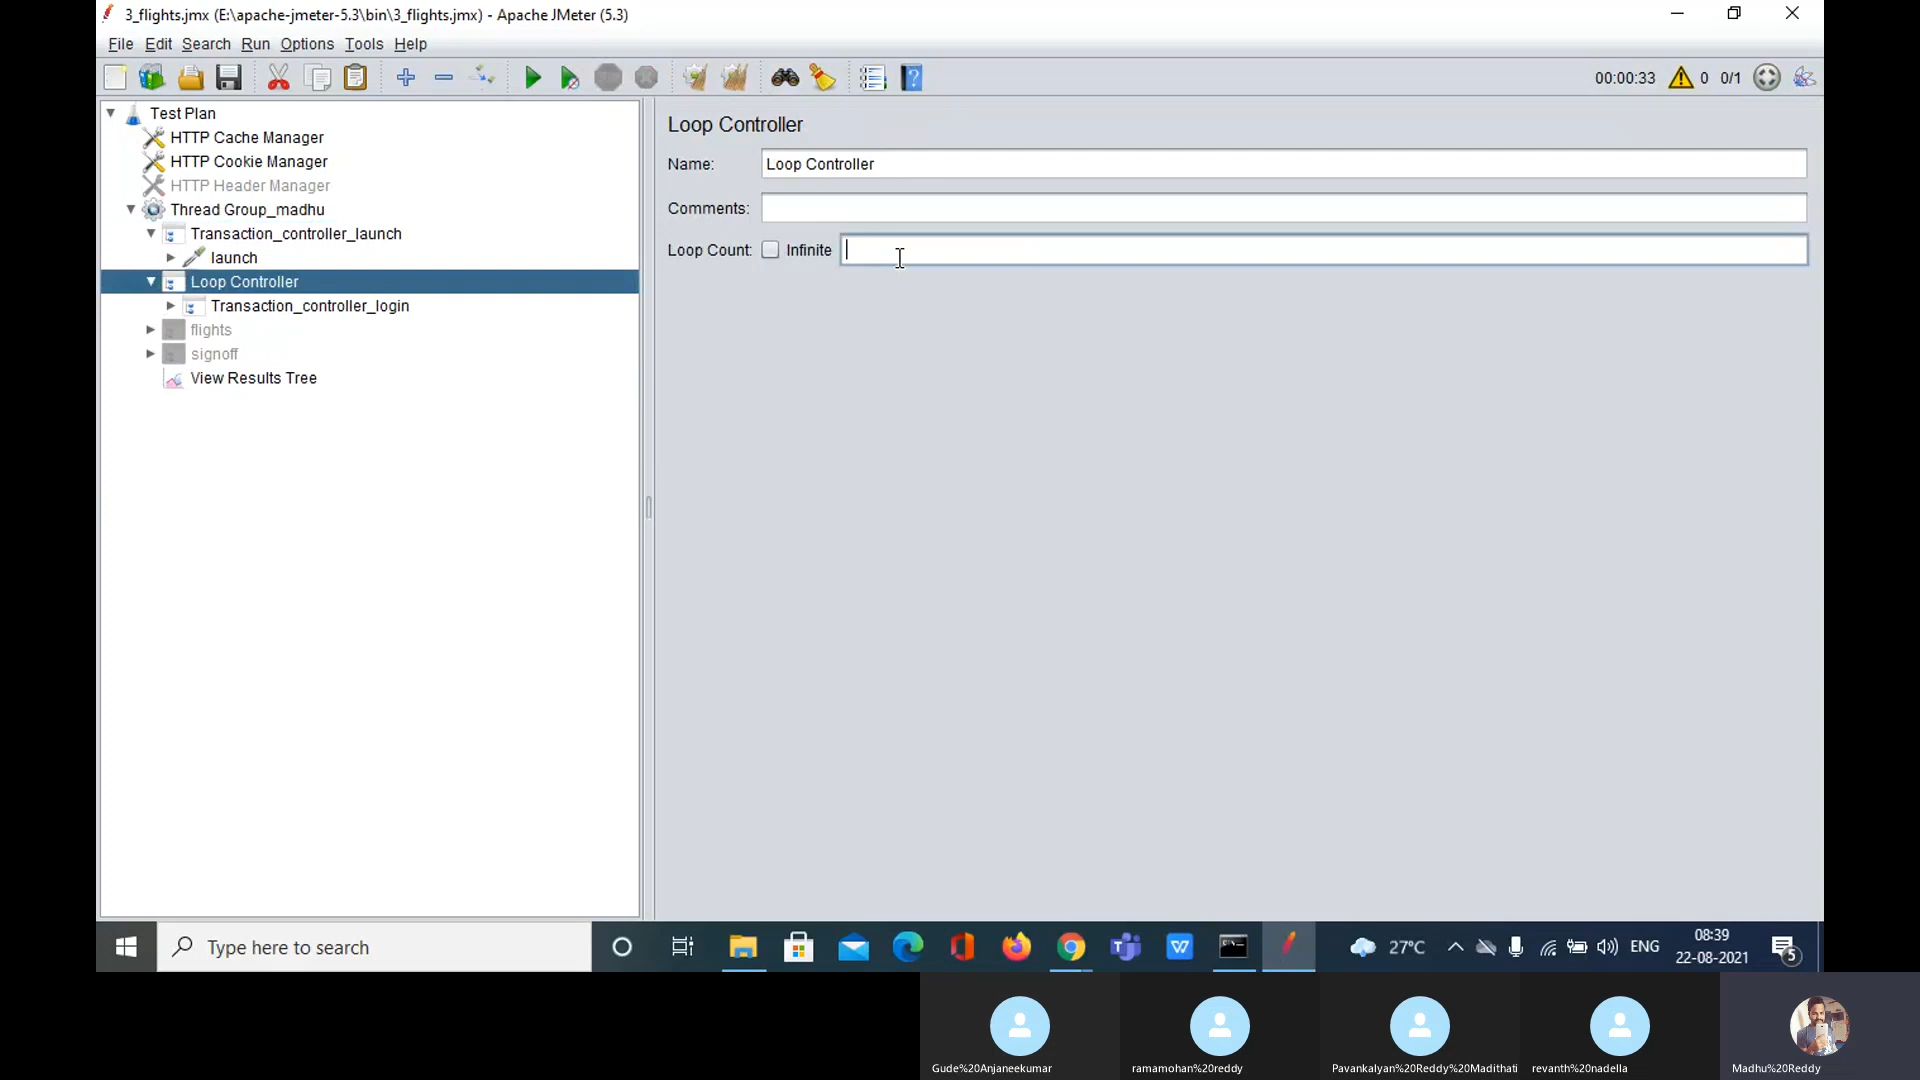 3_flights.jmx (E:\apache-jmeter-5.3\bin\3_flights.jmx) - Apache JMeter (5.3)
File Edit Search Run Options Tools Help
00:00:33 0 0/1
Test Plan
HTTP Cache Manager
HTTP Cookie Manager
HTTP Header Manager
Thread Group_madhu
Transaction_controller_launch
launch
Loop Controller
Transaction_controller_login
flights
signoff
View Results Tree
Loop Controller
Name: Loop Controller
Comments:
Loop Count: Infinite
Type here to search
27°C ENG
08:39
22-08-2021
5
Gude%20Anjaneekumar
ramamohan%20reddy
Pavankalyan%20Reddy%20Madithati
revanth%20nadella
Madhu%20Reddy